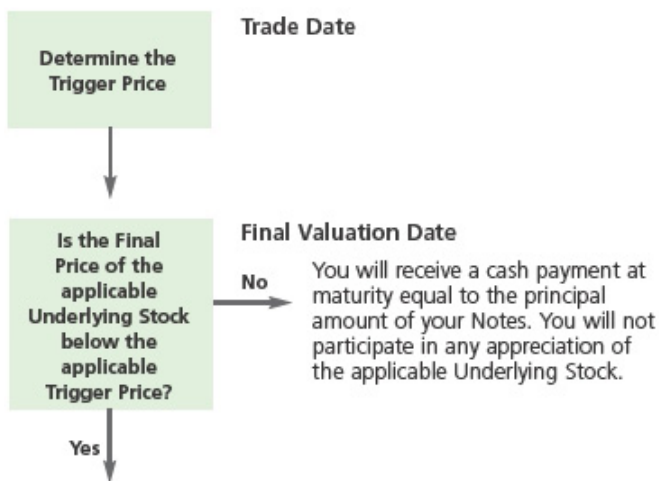 Trade Date
Determine the
Trigger Price
Final Valuation Date
Is the Final
Price of the
applicable
Underlying Stock
below the
applicable
Trigger Price?
No
You will receive a cash payment at
maturity equal to the principal
amount of your Notes. You will not
participate in any appreciation of
the applicable Underlying Stock.
Yes